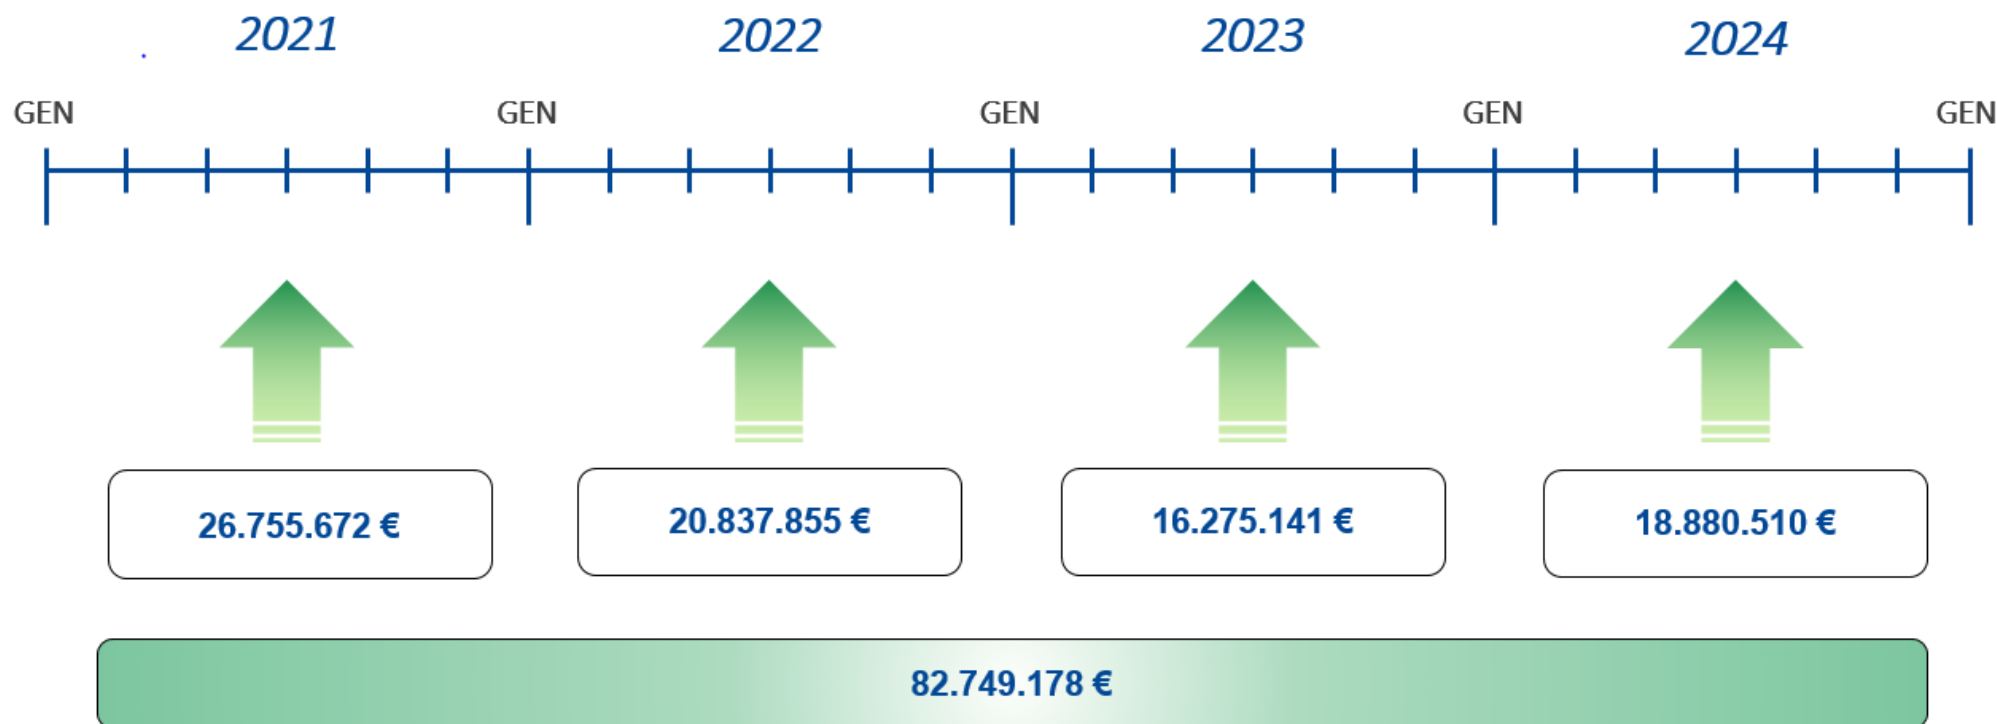 2021 2022 2023 2024
GEN GEN GEN GEN GEN
26.755.672 € 20.837.855 € 16.275.141 € 18.880.510 €
82.749.178 €